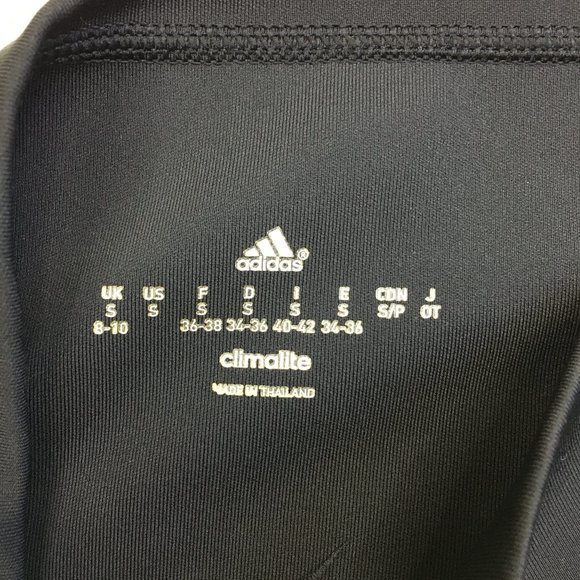 adidas®
UK US F D I E CDN J
S S S S S S S/P OT
8-10 36-38 34-36 40-42 34-36
climalite
MADE IN THAILAND